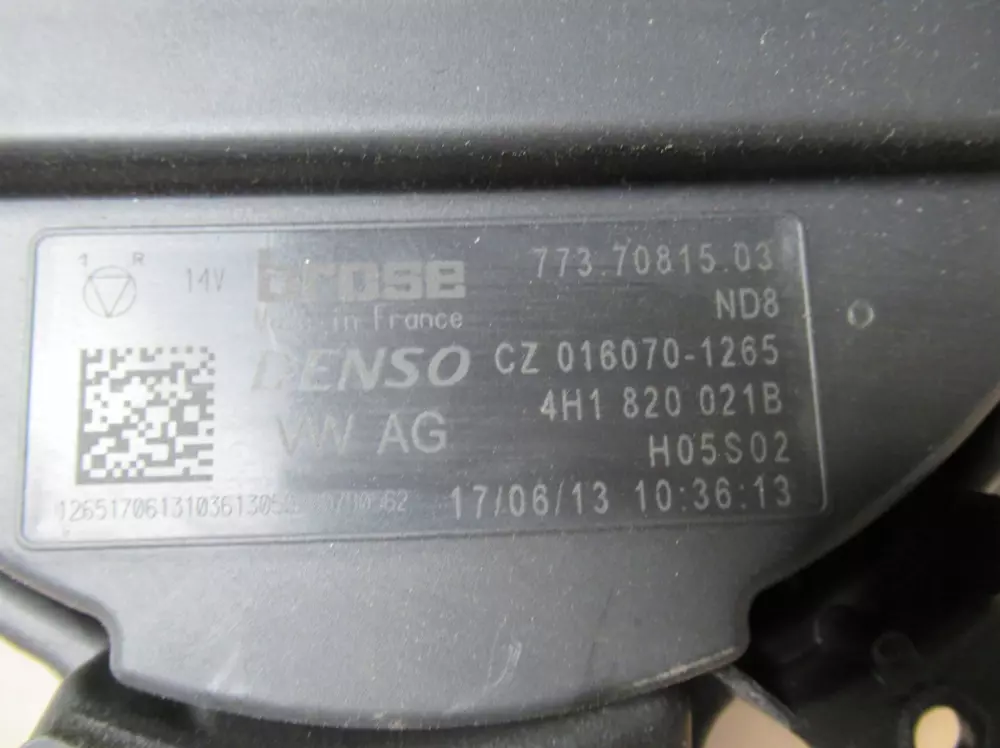 1 R
14V
brose
773.70815.03
Made in France
ND8
DENSO
CZ 016070-1265
4H1 820 021B
VW AG
H05S02
17/06/13 10:36:13